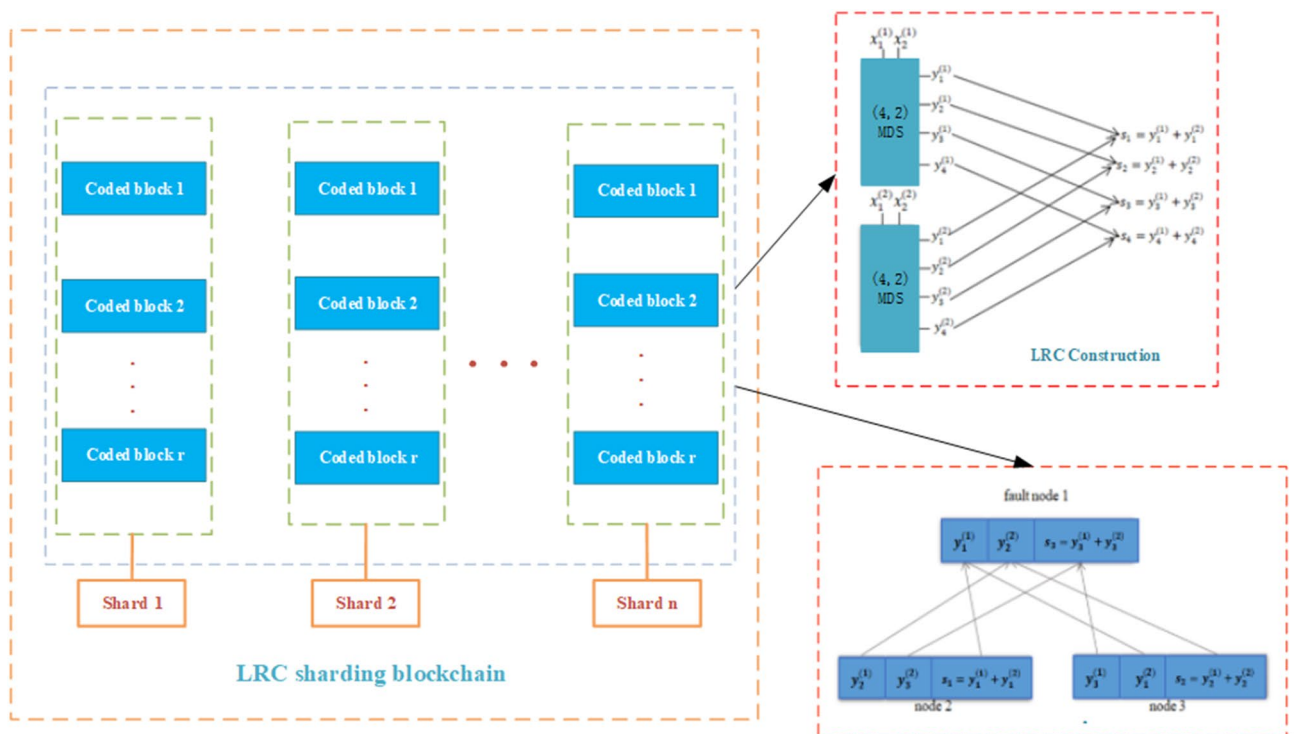 Coded block 1
Coded block 2
Coded block r
Shard 1
Coded block 1
Coded block 2
Coded block r
Shard 2
Coded block 1
Coded block 2
Coded block r
Shard n
LRC sharding blockchain
x₁⁽¹⁾ x₂⁽¹⁾
(4, 2)
MDS
y₁⁽¹⁾
y₂⁽¹⁾
y₃⁽¹⁾
y₄⁽¹⁾
x₁⁽²⁾ x₂⁽²⁾
(4, 2)
MDS
y₁⁽²⁾
y₂⁽²⁾
y₃⁽²⁾
y₄⁽²⁾
s₁ = y₁⁽¹⁾ + y₁⁽²⁾
s₂ = y₂⁽¹⁾ + y₂⁽²⁾
s₃ = y₃⁽¹⁾ + y₃⁽²⁾
s₄ = y₄⁽¹⁾ + y₄⁽²⁾
LRC Construction
fault node 1
y₁⁽¹⁾ y₂⁽²⁾ s₃ = y₃⁽¹⁾ + y₃⁽²⁾
y₂⁽¹⁾ y₃⁽²⁾ s₁ = y₁⁽¹⁾ + y₁⁽²⁾
node 2
y₃⁽¹⁾ y₁⁽²⁾ s₂ = y₂⁽¹⁾ + y₂⁽²⁾
node 3